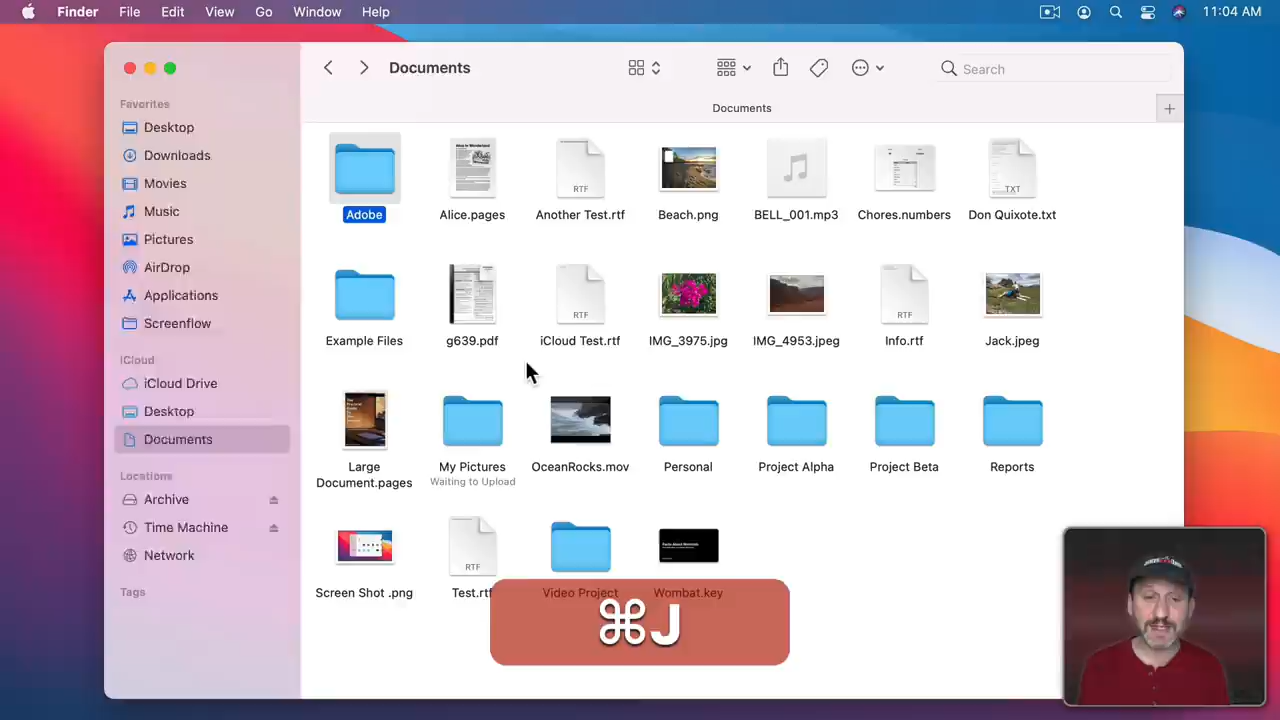 Finder File Edit View Go Window Help 11:04 AM
Documents Search
Documents
Favorites
Desktop
Downloads
Movies
Music
Pictures
AirDrop
Applications
Screenflow
iCloud
iCloud Drive
Desktop
Documents
Locations
Archive
Time Machine
Network
Tags
RTF TXT
Adobe Alice.pages Another Test.rtf Beach.png BELL_001.mp3 Chores.numbers Don Quixote.txt
RTF RTF
Example Files g639.pdf iCloud Test.rtf IMG_3975.jpg IMG_4953.jpeg Info.rtf Jack.jpeg
Large Document.pages My Pictures OceanRocks.mov Personal Project Alpha Project Beta Reports
Waiting to Upload
Facts About Wombats
RTF
Screen Shot .png Test.rtf Video Project Wombat.key
⌘J